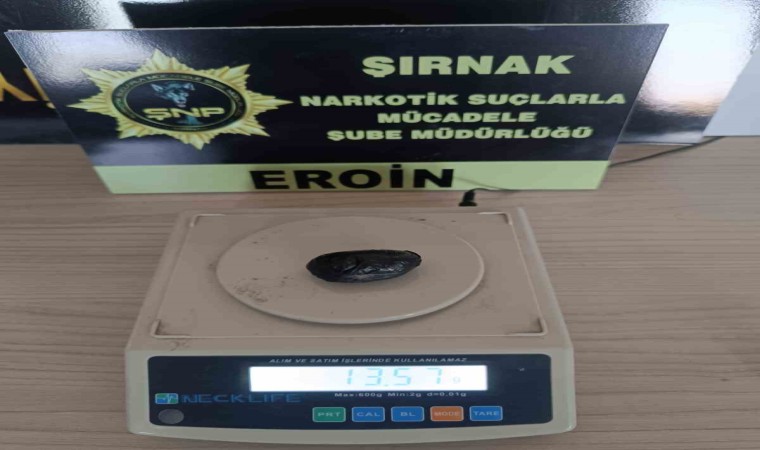 ŞIRNAK
NARKOTİK SUÇLARLA
MÜCADELE
ŞUBE MÜDÜRLÜĞÜ
ŞNP
EROİN
ALIM VE SATIM İŞLERİNDE KULLANILAMAZ
13.57 g
Max:600g Min:2g d=0.01g
NECKLIFE
PRT CAL BL MODE TARE